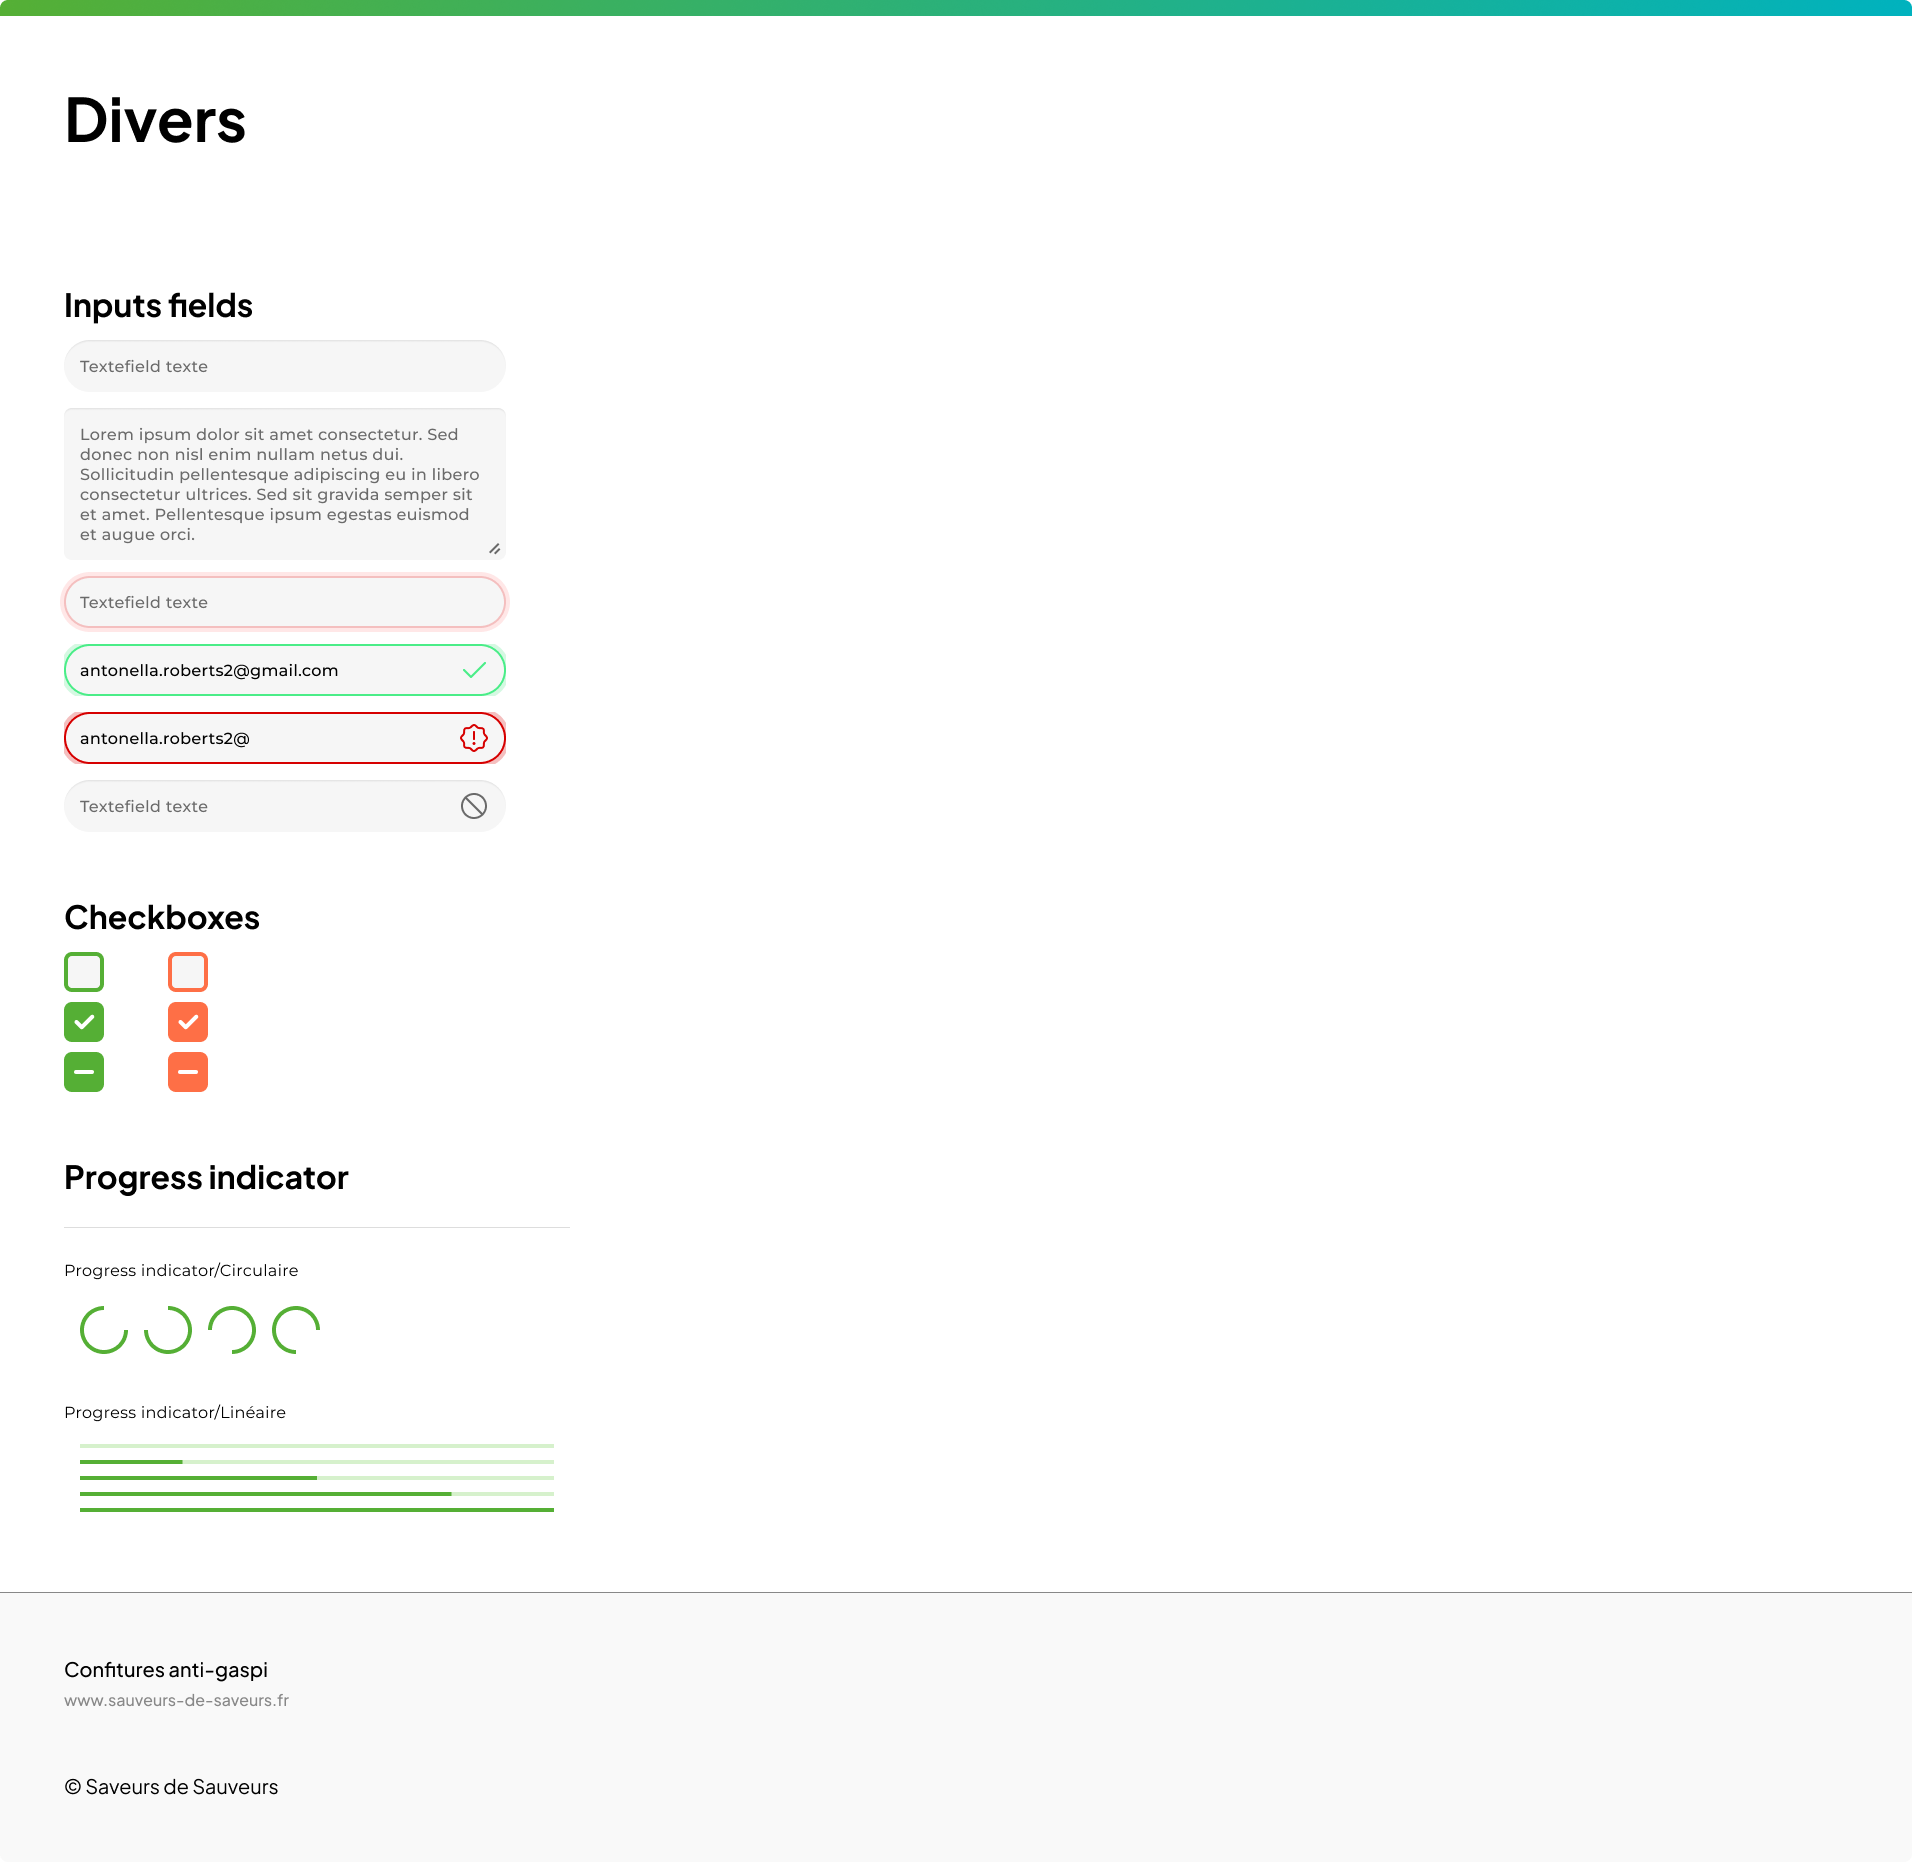 Divers
Inputs fields
Textefield texte
Lorem ipsum dolor sit amet consectetur. Sed
donec non nisl enim nullam netus dui.
Sollicitudin pellentesque adipiscing eu in libero
consectetur ultrices. Sed sit gravida semper sit
et amet. Pellentesque ipsum egestas euismod
et augue orci.
Textefield texte
antonella.roberts2@gmail.com
antonella.roberts2@
Textefield texte
Checkboxes
Progress indicator
Progress indicator/Circulaire
Progress indicator/Linéaire
Confitures anti-gaspi
www.sauveurs-de-saveurs.fr
© Saveurs de Sauveurs